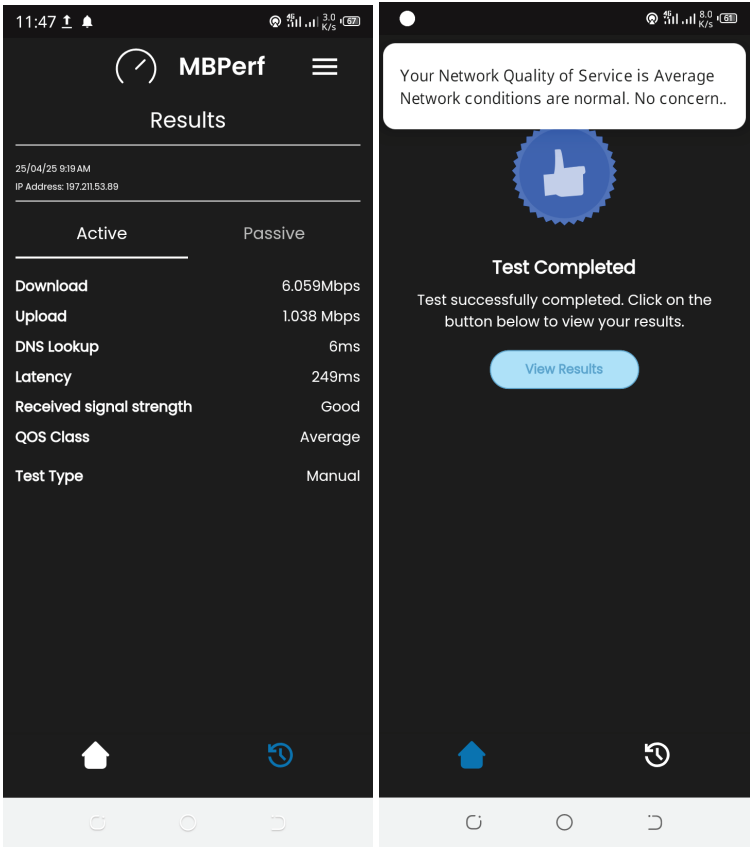 11:47
4G
3.0
K/s
67
MBPerf
Results
25/04/25 9:19 AM
IP Address: 197.211.53.89
Active Passive
Download 6.059Mbps
Upload 1.038 Mbps
DNS Lookup 6ms
Latency 249ms
Received signal strength Good
QOS Class Average
Test Type Manual
4G
8.0
K/s
61
Your Network Quality of Service is Average
Network conditions are normal. No concern..
Test Completed
Test successfully completed. Click on the
button below to view your results.
View Results